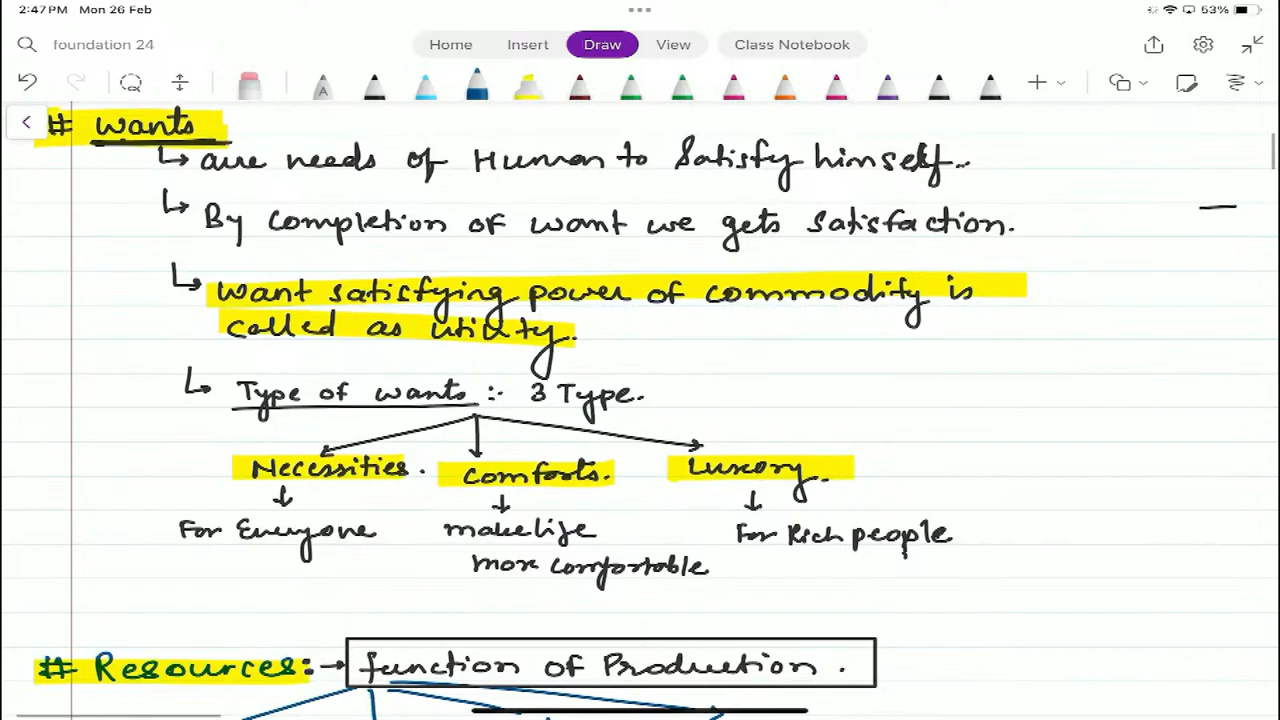 2:47 PM Mon 26 Feb
53%
foundation 24
Home Insert Draw View Class Notebook
A
# Wants
↳ are needs of Human to Satisfy himself..
↳ By completion of want we gets satisfaction.
↳ Want satisfying power of commodity is
called as utility.
↳ Type of wants :- 3 Type.
Necessities. Comforts. Luxory.
For Everyone make life For Rich people
more comfortable
# Resources:→ function of Production.